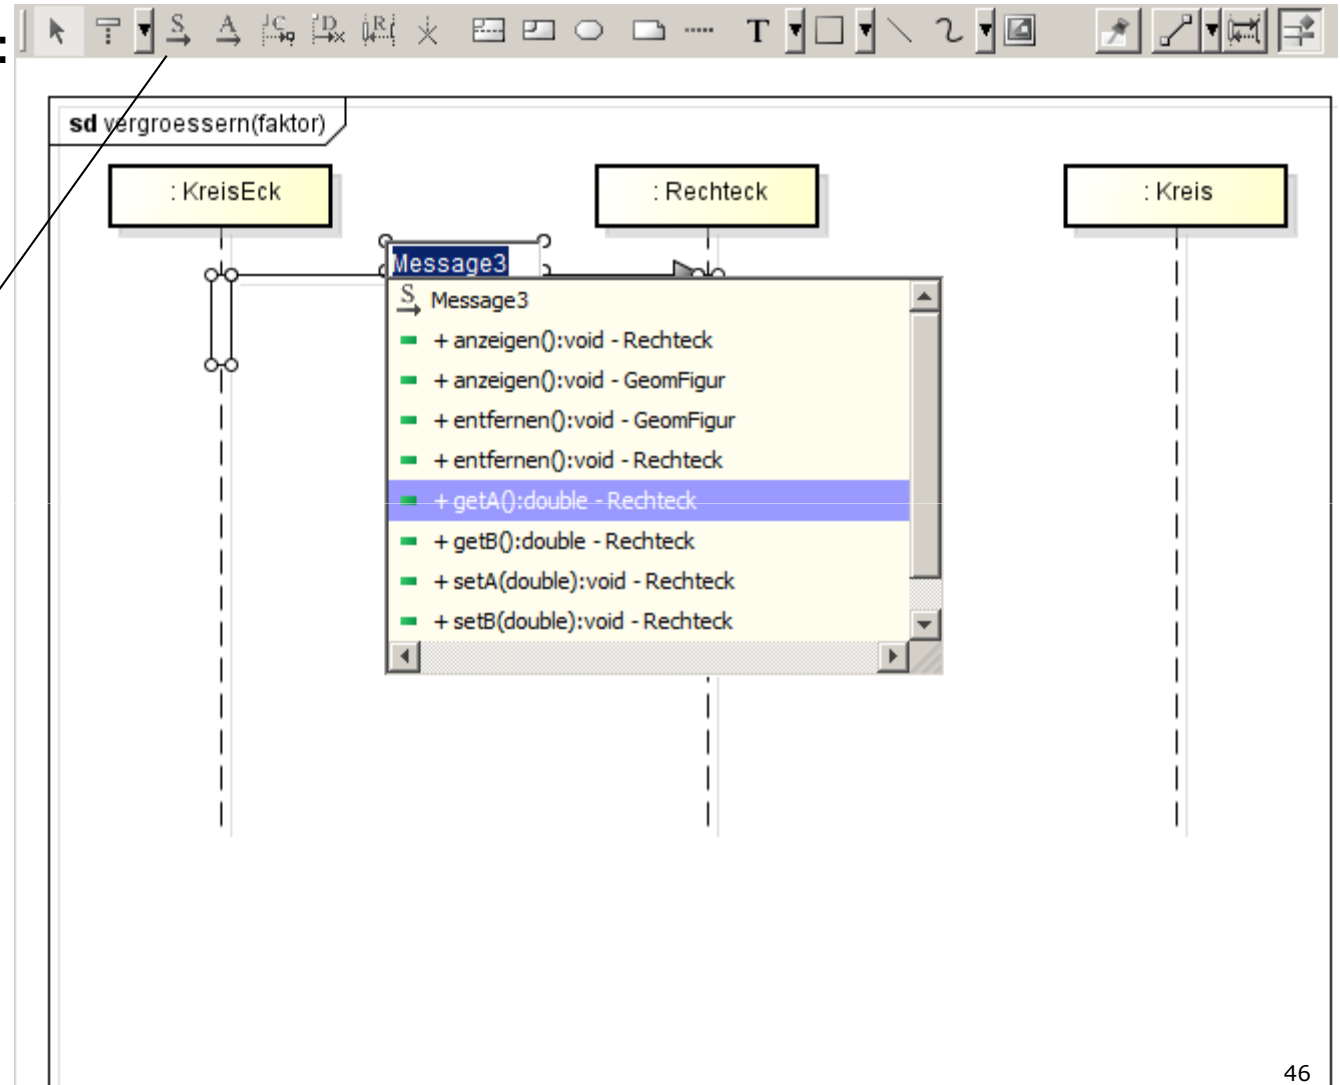 :
S A C D R T
sd vergroessern(faktor)
: KreisEck : Rechteck : Kreis
Message3
S Message3
+ anzeigen():void - Rechteck
+ anzeigen():void - GeomFigur
+ entfernen():void - GeomFigur
+ entfernen():void - Rechteck
+ getA():double - Rechteck
+ getB():double - Rechteck
+ setA(double):void - Rechteck
+ setB(double):void - Rechteck
46